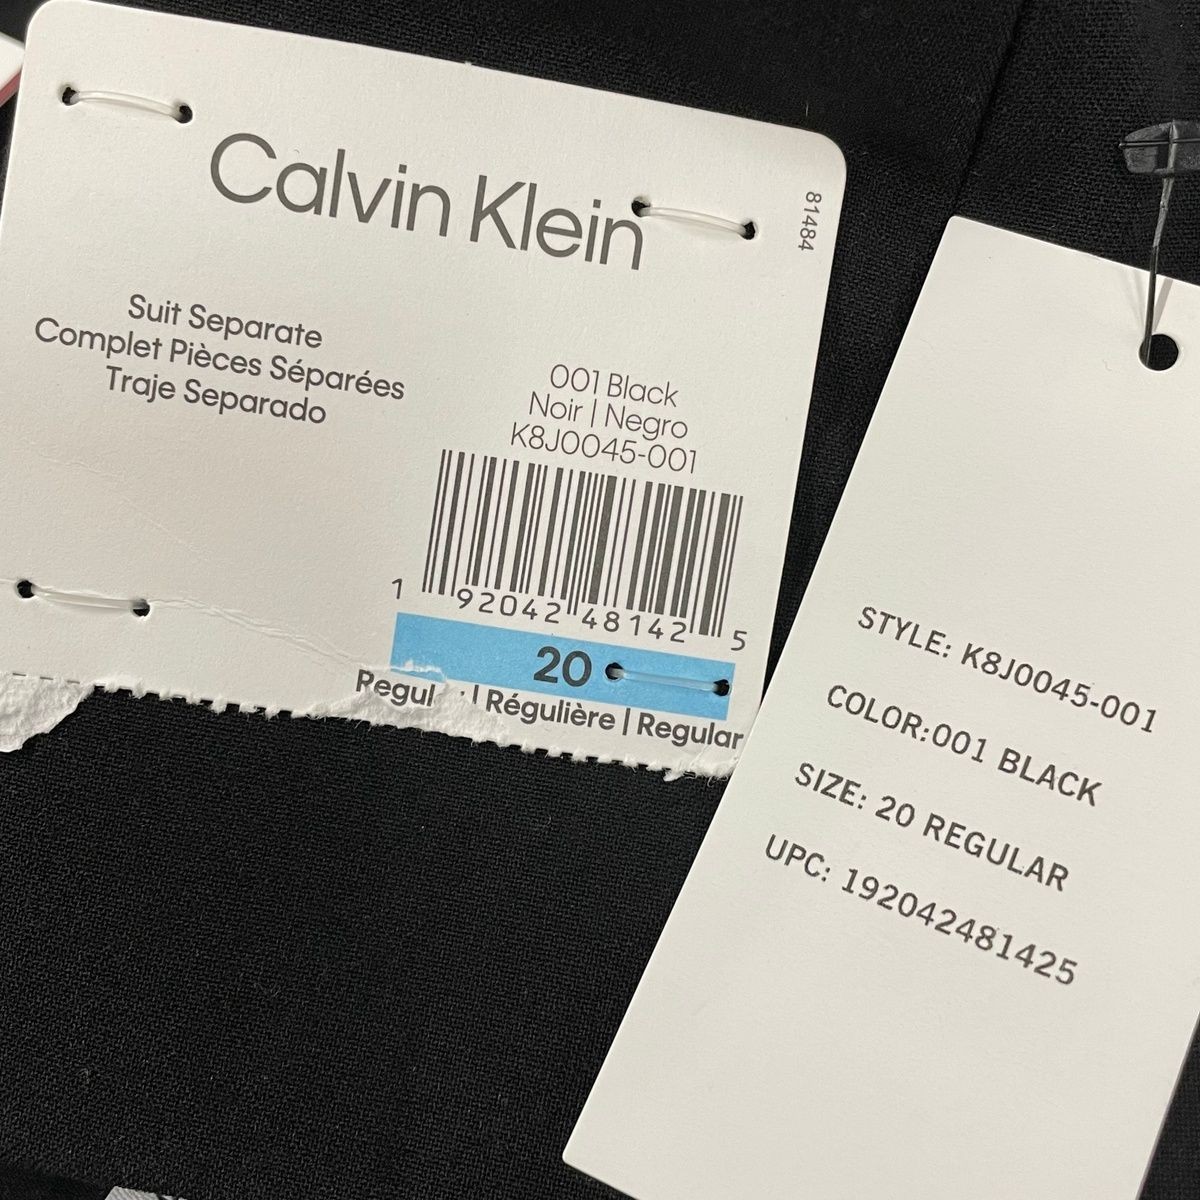 Calvin Klein
81484
Suit Separate
Complet Pièces Séparées
Traje Separado
001 Black
Noir | Negro
K8J0045-001
1 92042 48142 5
20
Regul | Régulière | Regular
STYLE: K8J0045-001
COLOR:001 BLACK
SIZE: 20 REGULAR
UPC: 192042481425